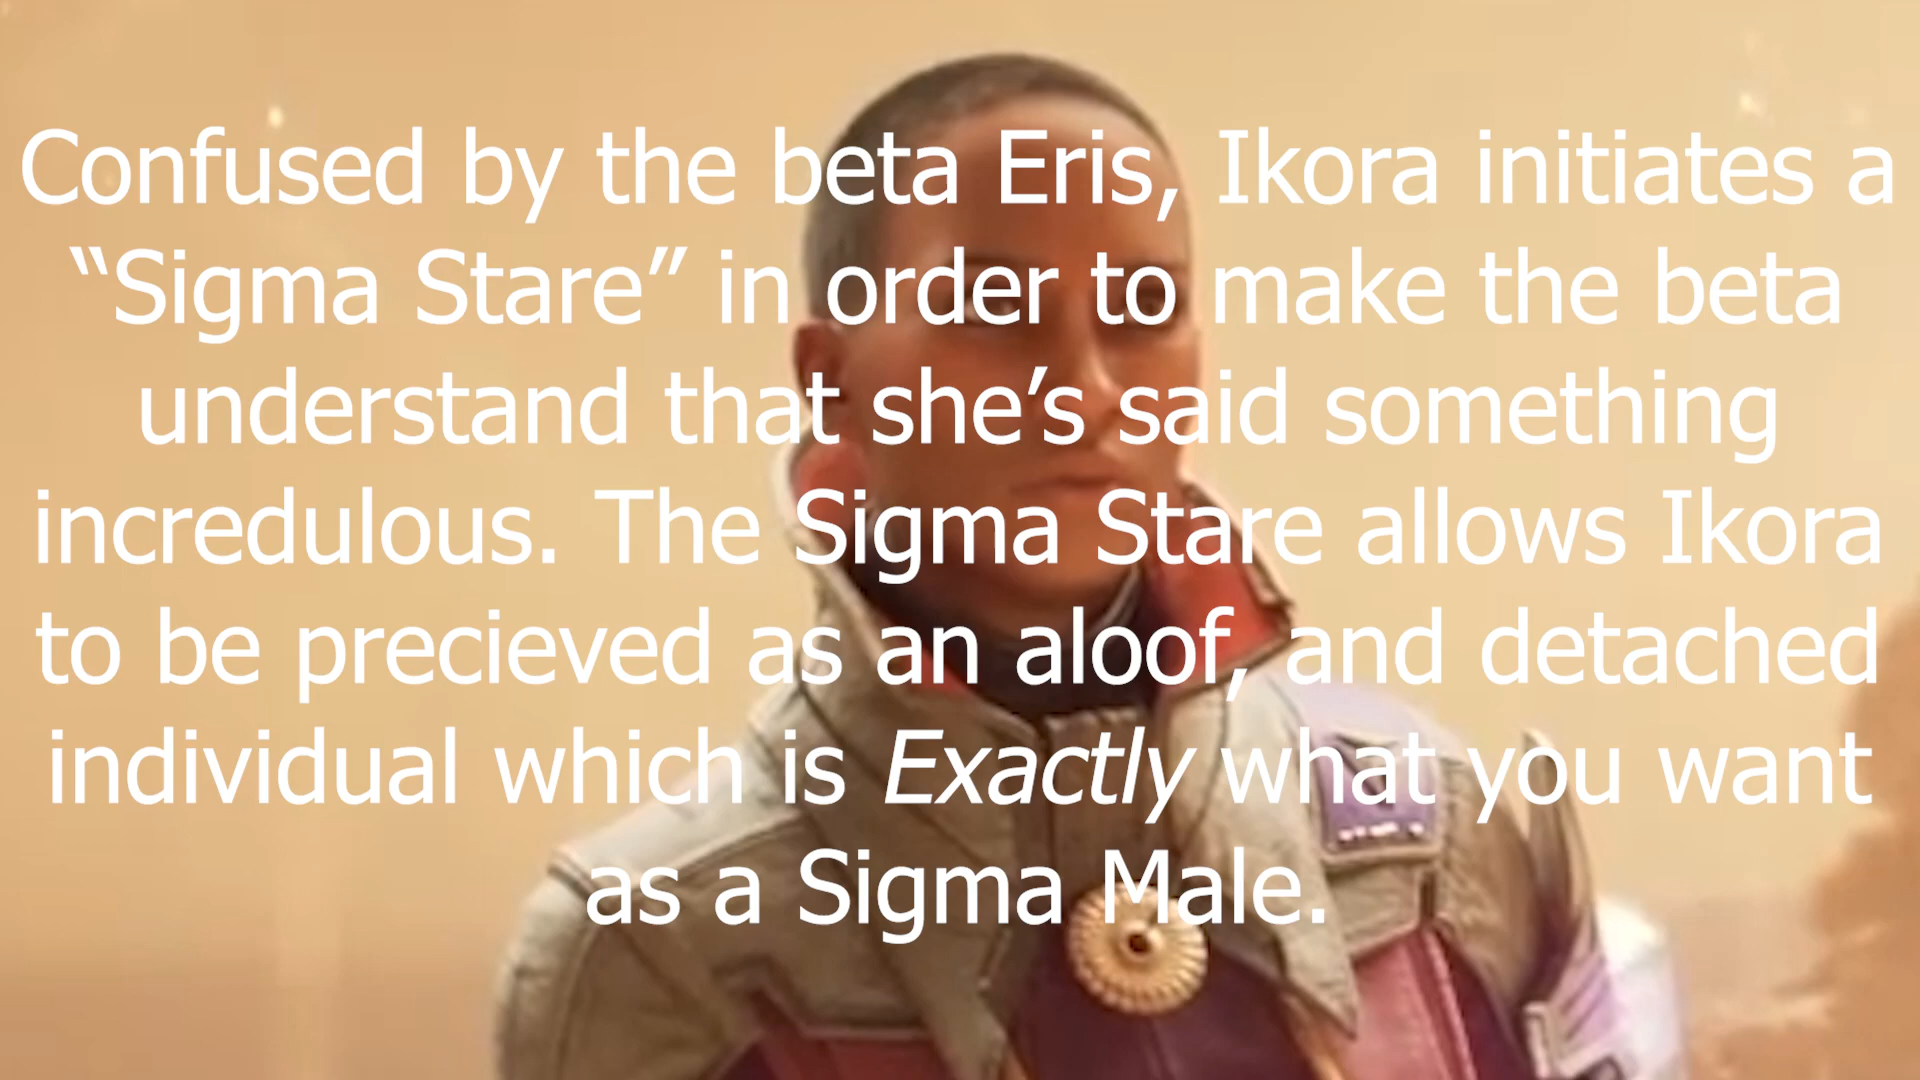 Confused by the beta Eris, Ikora initiates a
“Sigma Stare” in order to make the beta
understand that she’s said something
incredulous. The Sigma Stare allows Ikora
to be precieved as an aloof, and detached
individual which is Exactly what you want
as a Sigma Male.